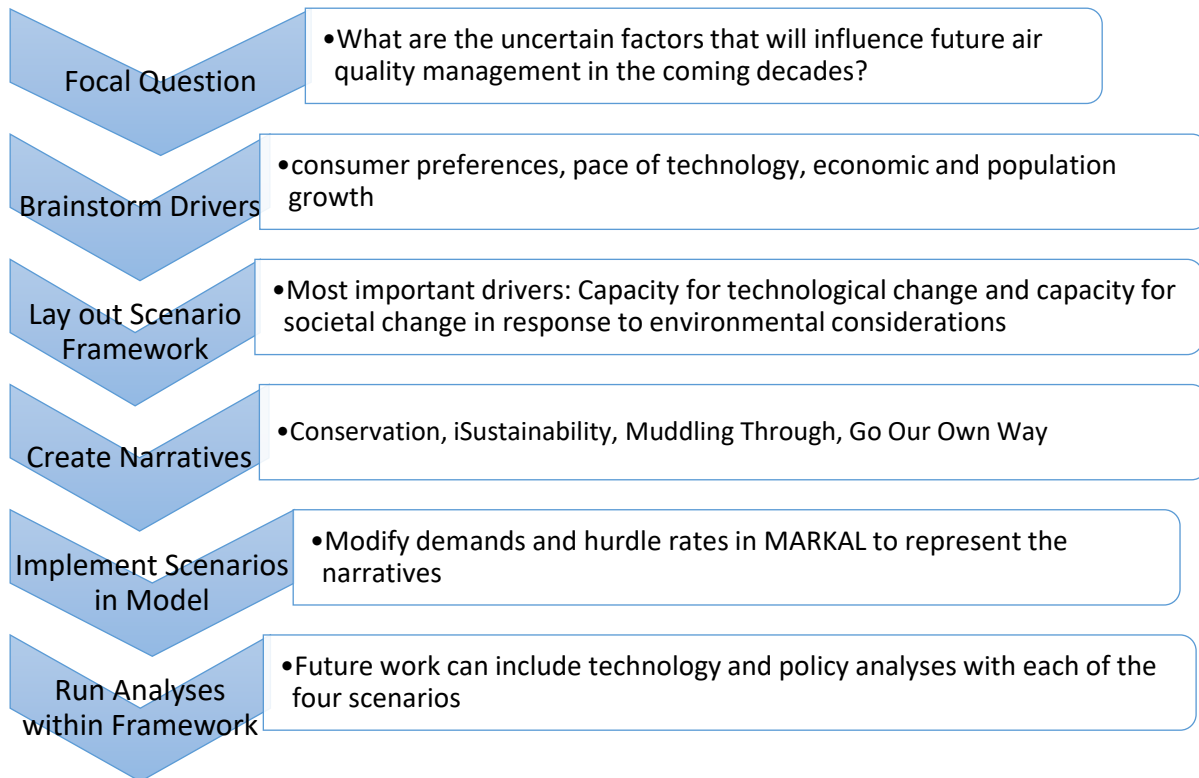 Focal Question
•What are the uncertain factors that will influence future air
quality management in the coming decades?
Brainstorm Drivers
•consumer preferences, pace of technology, economic and population
growth
Lay out Scenario
Framework
•Most important drivers: Capacity for technological change and capacity for
societal change in response to environmental considerations
Create Narratives
•Conservation, iSustainability, Muddling Through, Go Our Own Way
Implement Scenarios
in Model
•Modify demands and hurdle rates in MARKAL to represent the
narratives
Run Analyses
within Framework
•Future work can include technology and policy analyses with each of the
four scenarios